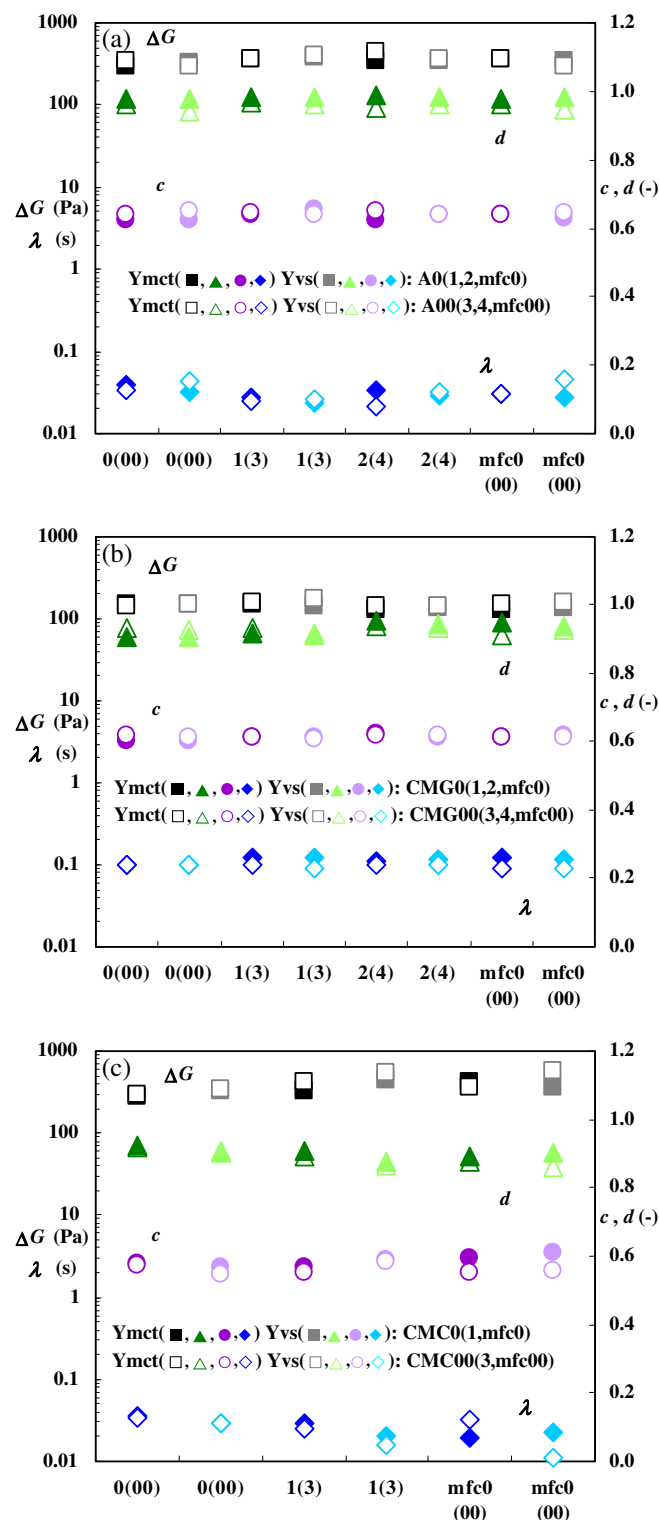 (a)
ΔG
1000
100
10
1
0.1
0.01
ΔG (Pa)
λ (s)
1.2
1.0
0.8
0.6
0.4
0.2
0.0
c , d (-)
d
c
Ymct(■,▲,●,◆) Yvs(■,▲,●,◆): A0(1,2,mfc0)
Ymct(□,△,○,◇) Yvs(□,△,○,◇): A00(3,4,mfc00)
λ
0(00) 0(00) 1(3) 1(3) 2(4) 2(4) mfc0 mfc0
(00) (00)
(b)
ΔG
1000
100
10
1
0.1
0.01
ΔG (Pa)
λ (s)
1.2
1.0
0.8
0.6
0.4
0.2
0.0
c , d (-)
d
c
Ymct(■,▲,●,◆) Yvs(■,▲,●,◆): CMG0(1,2,mfc0)
Ymct(□,△,○,◇) Yvs(□,△,○,◇): CMG00(3,4,mfc00)
λ
0(00) 0(00) 1(3) 1(3) 2(4) 2(4) mfc0 mfc0
(00) (00)
(c)
ΔG
1000
100
10
1
0.1
0.01
ΔG (Pa)
λ (s)
1.2
1.0
0.8
0.6
0.4
0.2
0.0
c , d (-)
d
c
Ymct(■,▲,●,◆) Yvs(■,▲,●,◆): CMC0(1,mfc0)
Ymct(□,△,○,◇) Yvs(□,△,○,◇): CMC00(3,mfc00)
λ
0(00) 0(00) 1(3) 1(3) mfc0 mfc0
(00) (00)